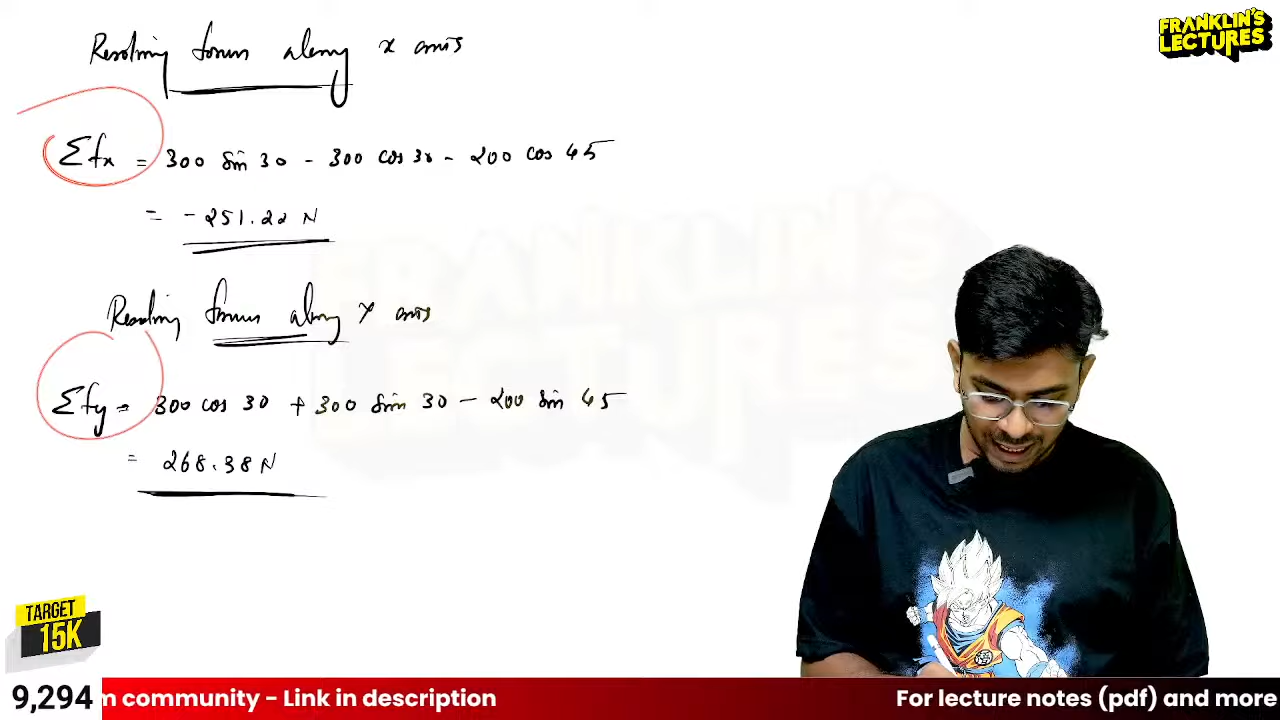 Resolving forces along x axis
Σfx = 300 sin 30 - 300 cos 30 - 200 cos 45
= -251.22 N
Resolving forces along Y axis
Σfy = 300 cos 30 + 300 sin 30 - 200 sin 45
= 268.38 N
FRANKLIN'S
LECTURES
FRANKLIN'S
LECTURES
TARGET
15K
9,294
m community - Link in description
For lecture notes (pdf) and more